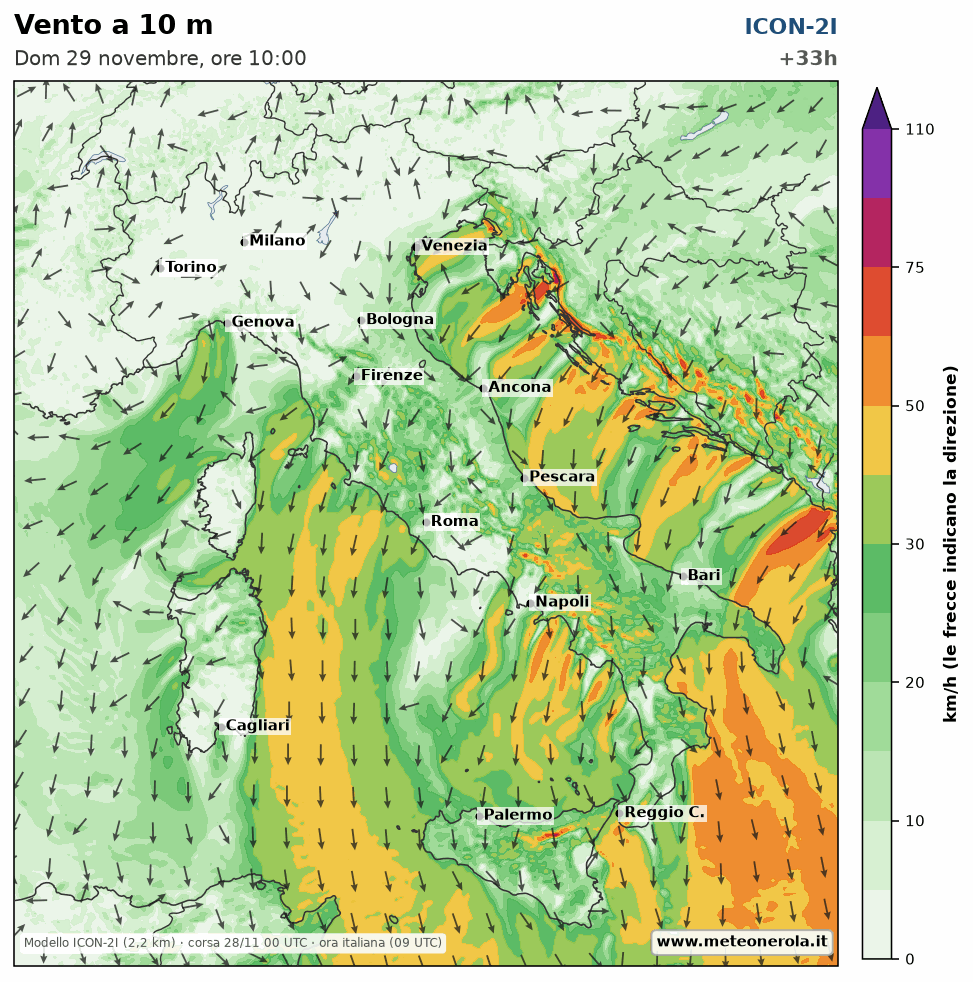 Vento a 10 m
ICON-2I
Dom 29 novembre, ore 10:00
+33h
Venezia
Milano
Torino
Genova
Bologna
Firenze
Ancona
Pescara
Roma
Bari
Napoli
Cagliari
Palermo
Reggio C.
110
75
50
30
20
10
0
km/h (le frecce indicano la direzione)
Modello ICON-2I (2,2 km) · corsa 28/11 00 UTC · ora italiana (09 UTC)
www.meteonerola.it